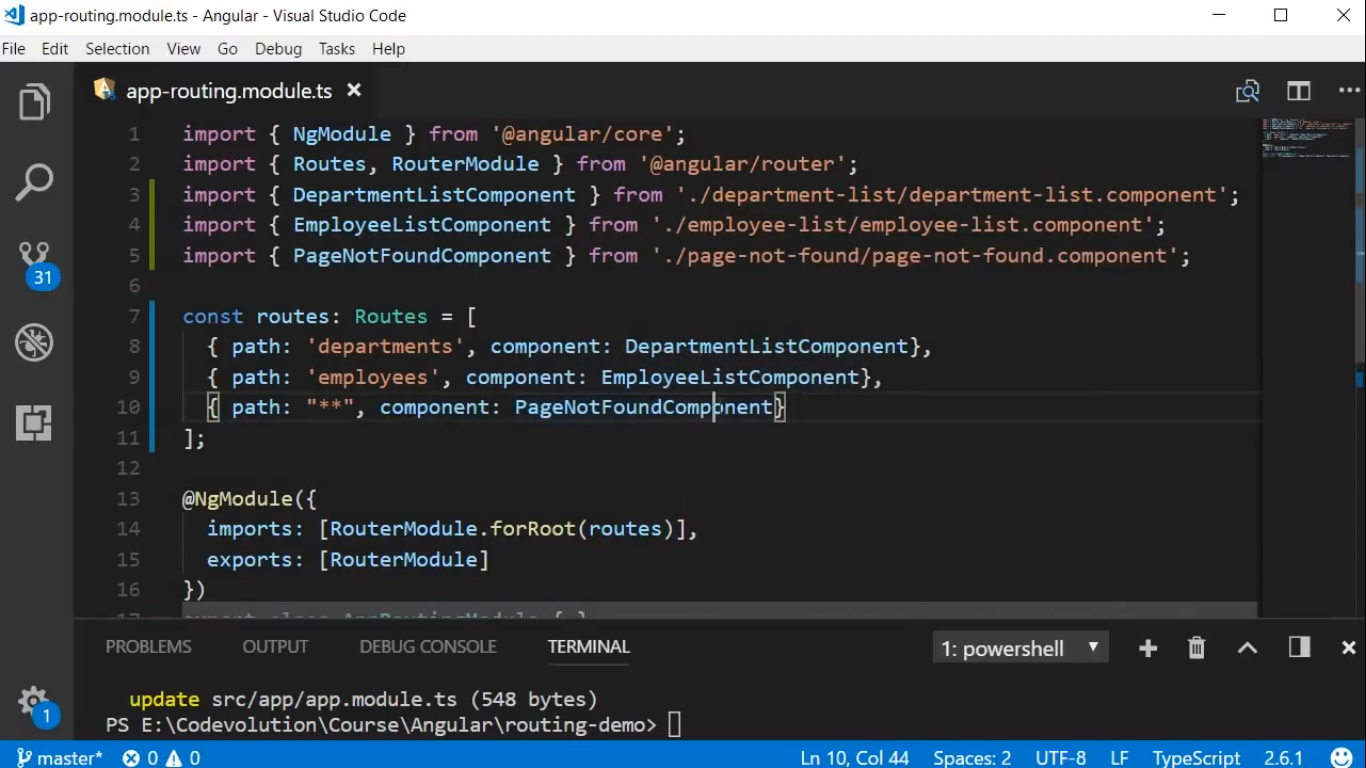 app-routing.module.ts - Angular - Visual Studio Code
File Edit Selection View Go Debug Tasks Help
app-routing.module.ts
1 import { NgModule } from '@angular/core';
2 import { Routes, RouterModule } from '@angular/router';
3 import { DepartmentListComponent } from './department-list/department-list.component';
4 import { EmployeeListComponent } from './employee-list/employee-list.component';
5 import { PageNotFoundComponent } from './page-not-found/page-not-found.component';
6
7 const routes: Routes = [
8 { path: 'departments', component: DepartmentListComponent},
9 { path: 'employees', component: EmployeeListComponent},
10 { path: "**", component: PageNotFoundComponent}
11 ];
12
13 @NgModule({
14 imports: [RouterModule.forRoot(routes)],
15 exports: [RouterModule]
16 })
17 export class AppRoutingModule { }
31
1
PROBLEMS OUTPUT DEBUG CONSOLE TERMINAL 1: powershell
update src/app/app.module.ts (548 bytes)
PS E:\Codevolution\Course\Angular\routing-demo>
master* 0 0 Ln 10, Col 44 Spaces: 2 UTF-8 LF TypeScript 2.6.1